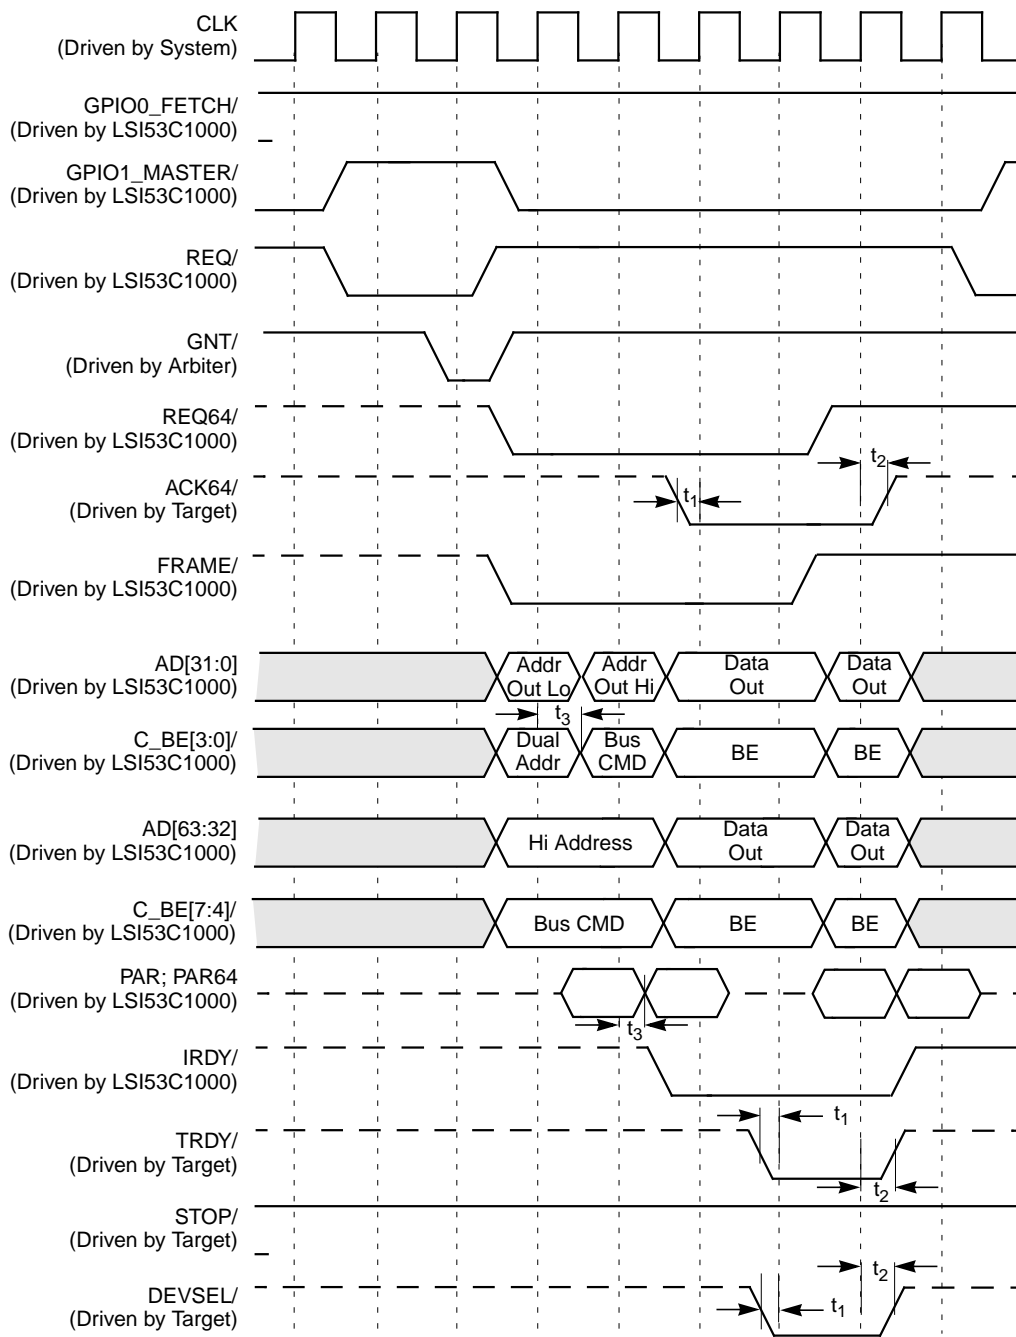 CLK
(Driven by System)
GPIO0_FETCH/
(Driven by LSI53C1000)
GPIO1_MASTER/
(Driven by LSI53C1000)
REQ/
(Driven by LSI53C1000)
GNT/
(Driven by Arbiter)
REQ64/
(Driven by LSI53C1000)
t2
ACK64/
(Driven by Target)
t1
FRAME/
(Driven by LSI53C1000)
AD[31:0]
(Driven by LSI53C1000)
Addr
Out Lo
Addr
Out Hi
Data
Out
Data
Out
t3
C_BE[3:0]/
(Driven by LSI53C1000)
Dual
Addr
Bus
CMD
BE
BE
AD[63:32]
(Driven by LSI53C1000)
Hi Address
Data
Out
Data
Out
C_BE[7:4]/
(Driven by LSI53C1000)
Bus CMD
BE
BE
PAR; PAR64
(Driven by LSI53C1000)
t3
IRDY/
(Driven by LSI53C1000)
t1
TRDY/
(Driven by Target)
t2
STOP/
(Driven by Target)
t2
DEVSEL/
(Driven by Target)
t1